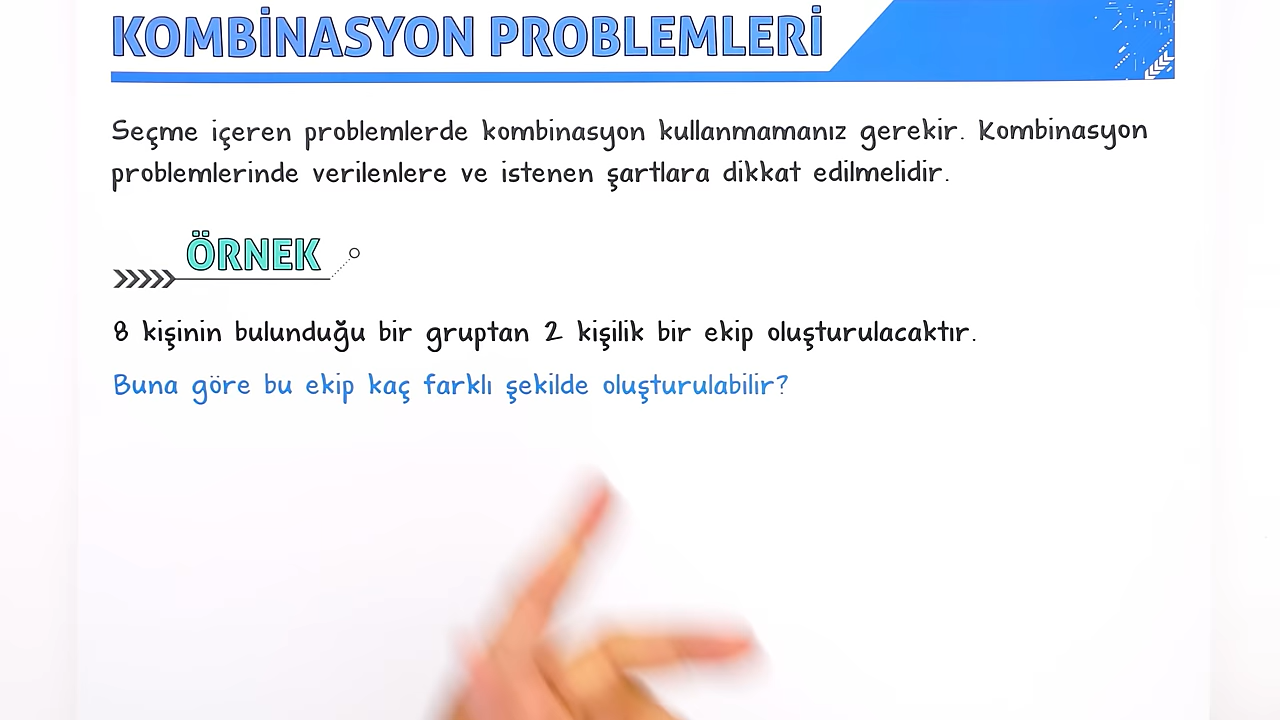 KOMBİNASYON PROBLEMLERİ
Seçme içeren problemlerde kombinasyon kullanmamanız gerekir. Kombinasyon
problemlerinde verilenlere ve istenen şartlara dikkat edilmelidir.
ÖRNEK
8 kişinin bulunduğu bir gruptan 2 kişilik bir ekip oluşturulacaktır.
Buna göre bu ekip kaç farklı şekilde oluşturulabilir?